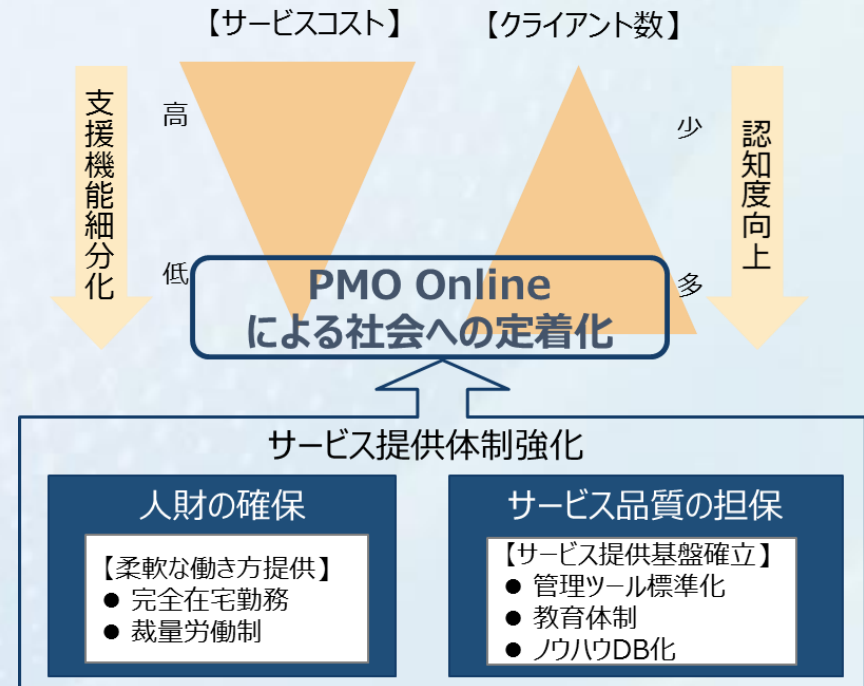 【サービスコスト】
【クライアント数】
支援機能細分化
高
低
少
多
認知度向上
PMO Online
による社会への定着化
サービス提供体制強化
人財の確保
【柔軟な働き方提供】
● 完全在宅勤務
● 裁量労働制
サービス品質の担保
【サービス提供基盤確立】
● 管理ツール標準化
● 教育体制
● ノウハウDB化